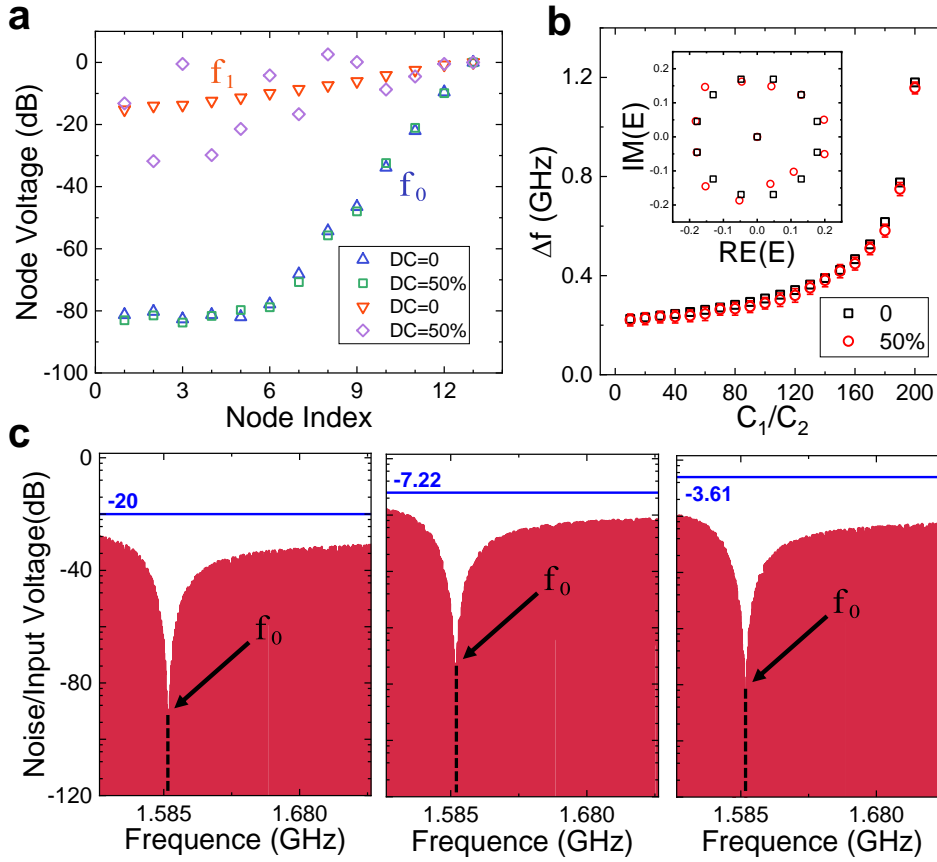 a
Node Voltage (dB)
0
-20
-40
-60
-80
-100
f1
f0
DC=0
DC=50%
DC=0
DC=50%
0 3 6 9 12
Node Index
b
Δf (GHz)
1.2
0.8
0.4
0.0
IM(E)
0.2
0.1
0.0
-0.1
-0.2
-0.2 -0.1 0.0 0.1 0.2
RE(E)
0
50%
0 40 80 120 160 200
C1/C2
c
Noise/Input Voltage(dB)
0
-40
-80
-120
-20
f0
1.585 1.680
Frequence (GHz)
-7.22
f0
1.585 1.680
Frequence (GHz)
-3.61
f0
1.585 1.680
Frequence (GHz)